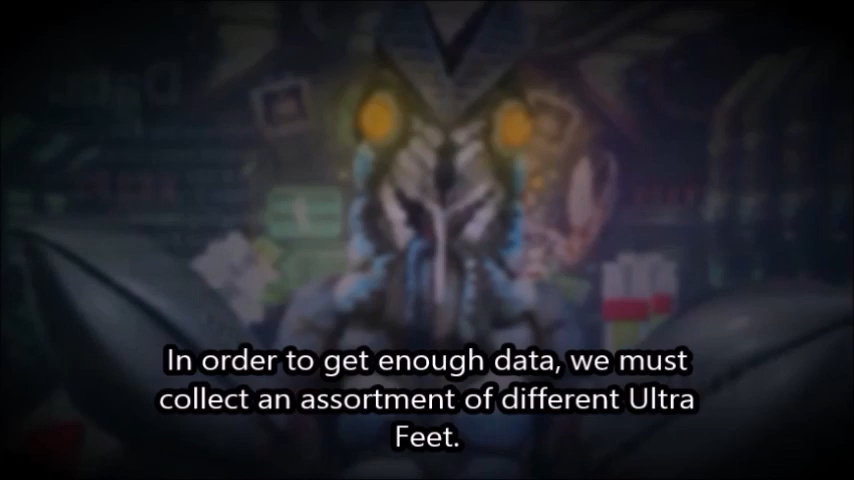 In order to get enough data, we must
collect an assortment of different Ultra
Feet.